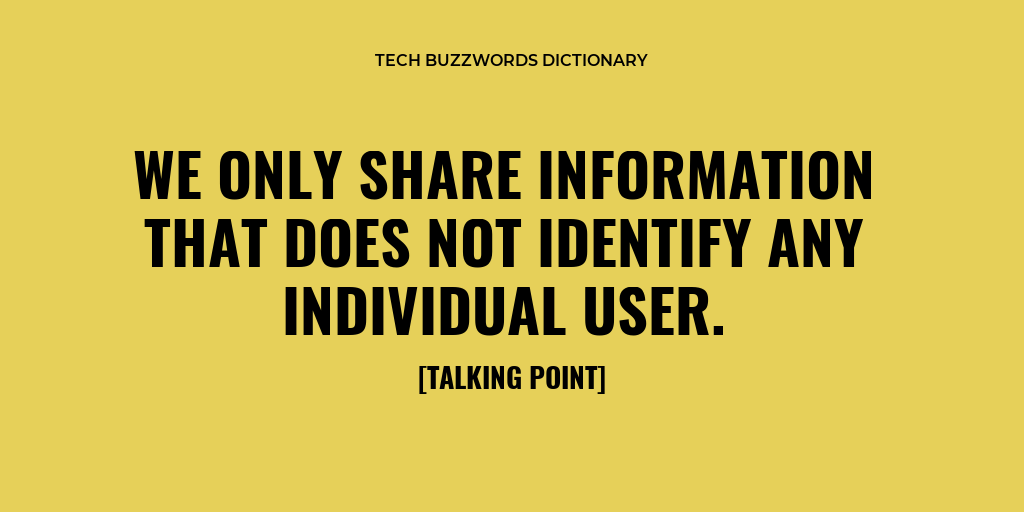 TECH BUZZWORDS DICTIONARY
WE ONLY SHARE INFORMATION
THAT DOES NOT IDENTIFY ANY
INDIVIDUAL USER.
[TALKING POINT]